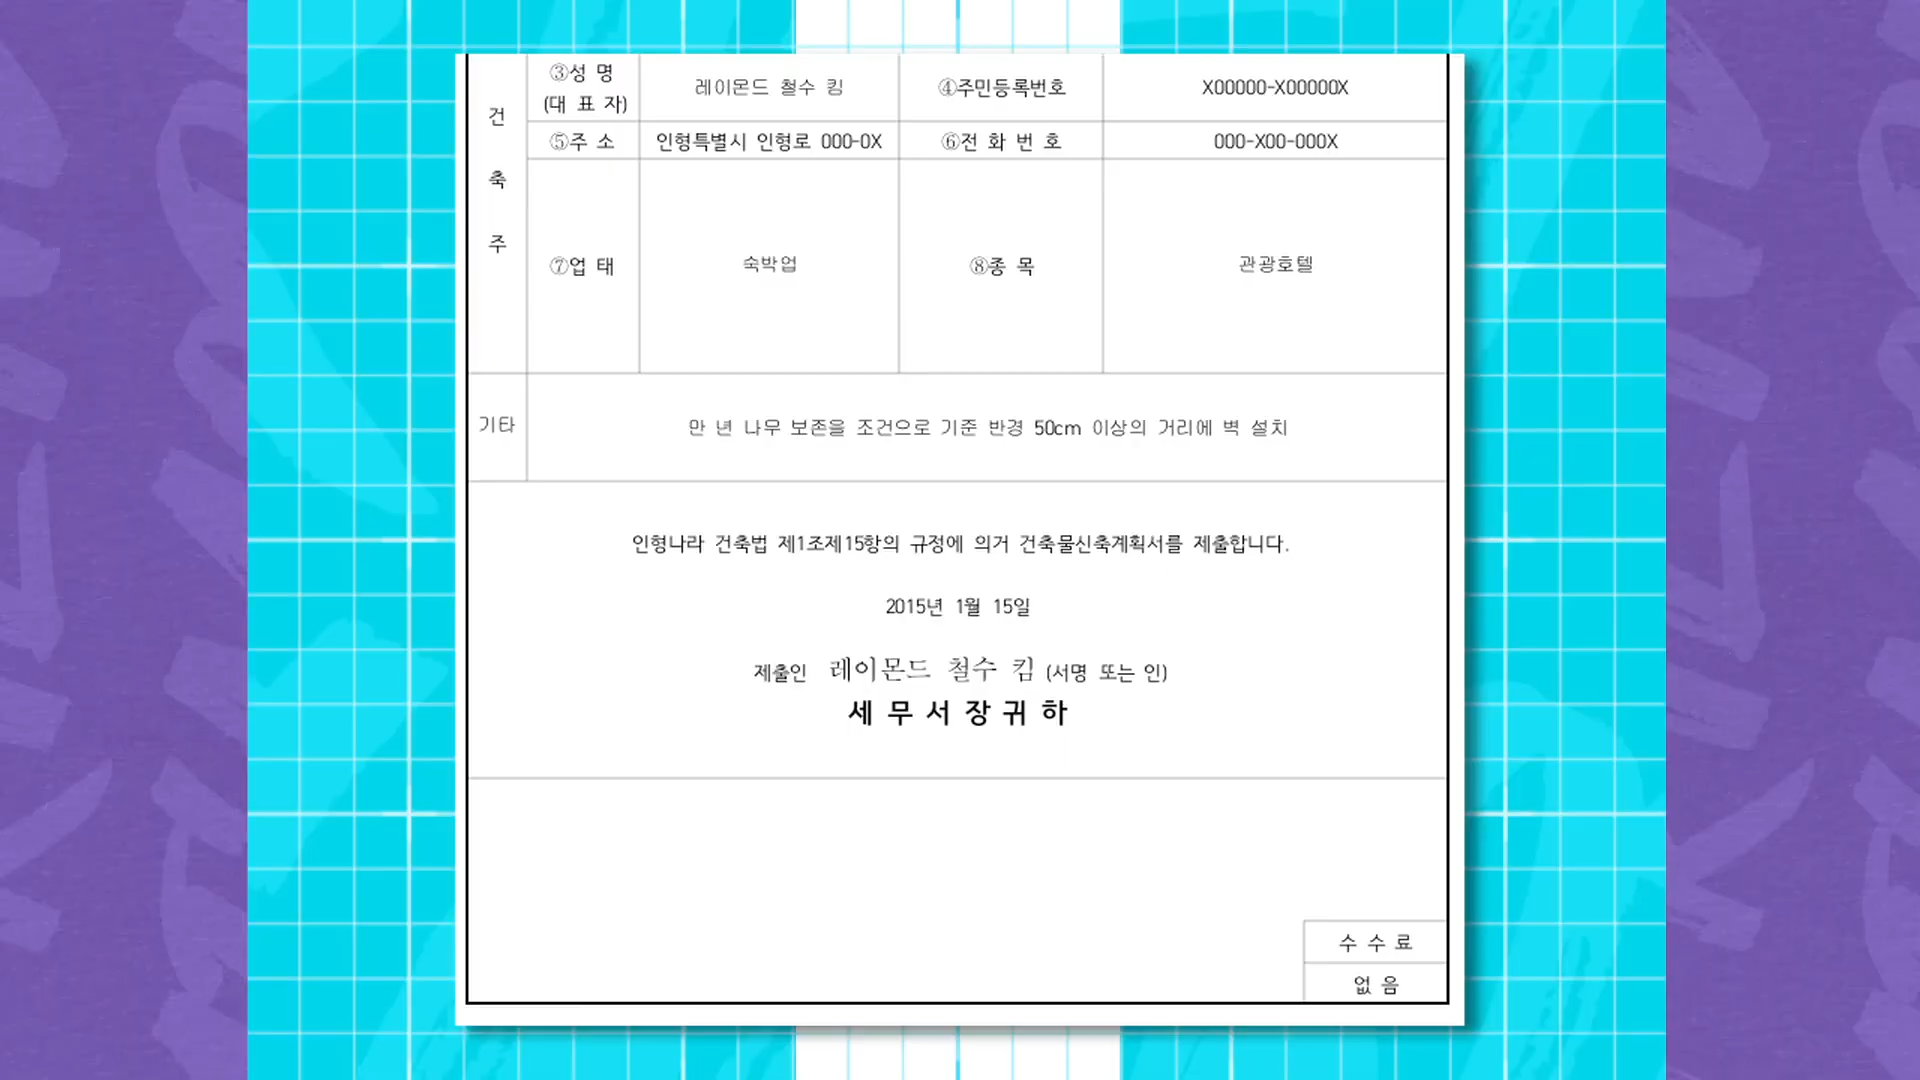 건
축
주
③성 명
(대 표 자)
레이몬드 철수 킴
④주민등록번호
X00000-X00000X
⑤주 소
인형특별시 인형로 000-0X
⑥전 화 번 호
000-X00-000X
⑦업 태
숙박업
⑧종 목
관광호텔
기타
만 년 나무 보존을 조건으로 기준 반경 50cm 이상의 거리에 벽 설치
인형나라 건축법 제1조제15항의 규정에 의거 건축물신축계획서를 제출합니다.
2015년 1월 15일
제출인 레이몬드 철수 킴 (서명 또는 인)
세 무 서 장 귀 하
수 수 료
없 음